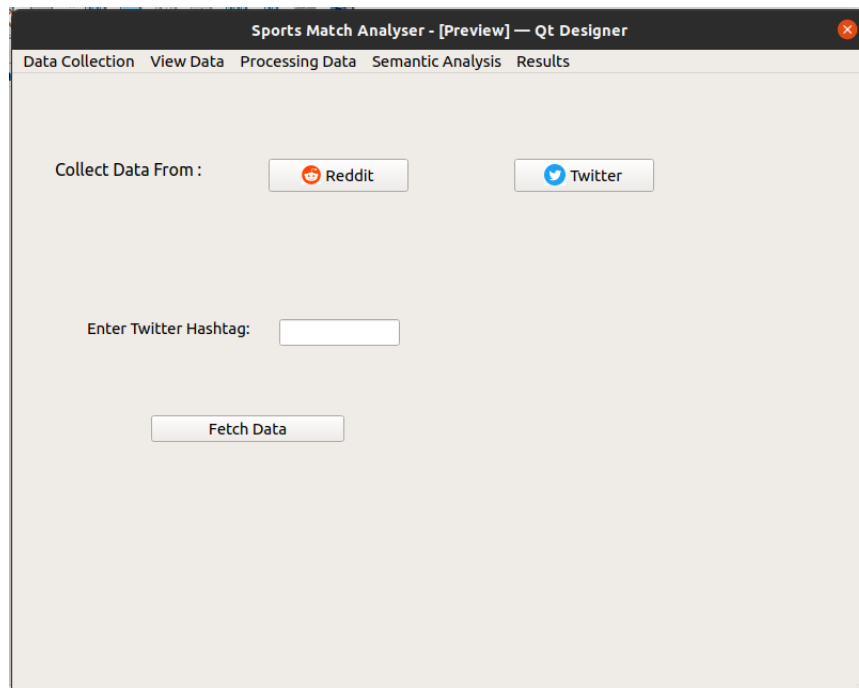 Sports Match Analyser - [Preview] — Qt Designer
Data Collection View Data Processing Data Semantic Analysis Results
Collect Data From : Reddit Twitter
Enter Twitter Hashtag:
Fetch Data